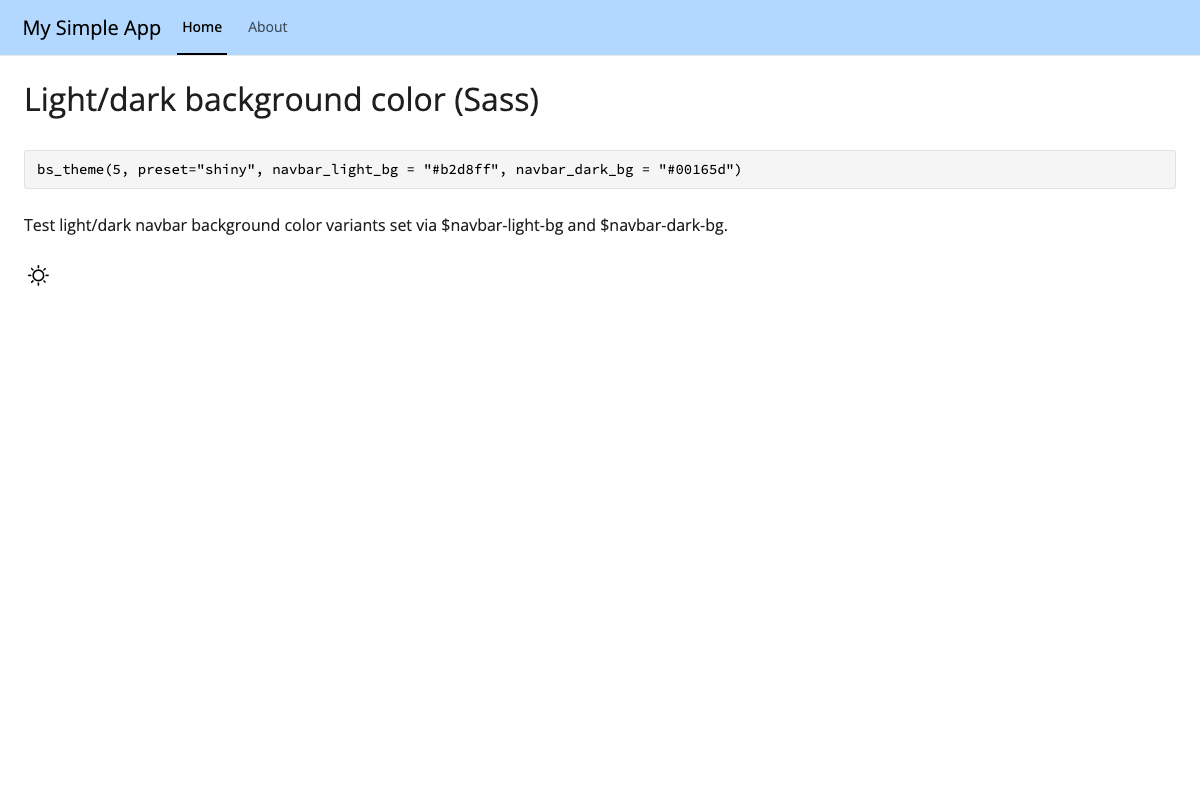 My Simple App Home About
Light/dark background color (Sass)
bs_theme(5, preset="shiny", navbar_light_bg = "#b2d8ff", navbar_dark_bg = "#00165d")
Test light/dark navbar background color variants set via $navbar-light-bg and $navbar-dark-bg.